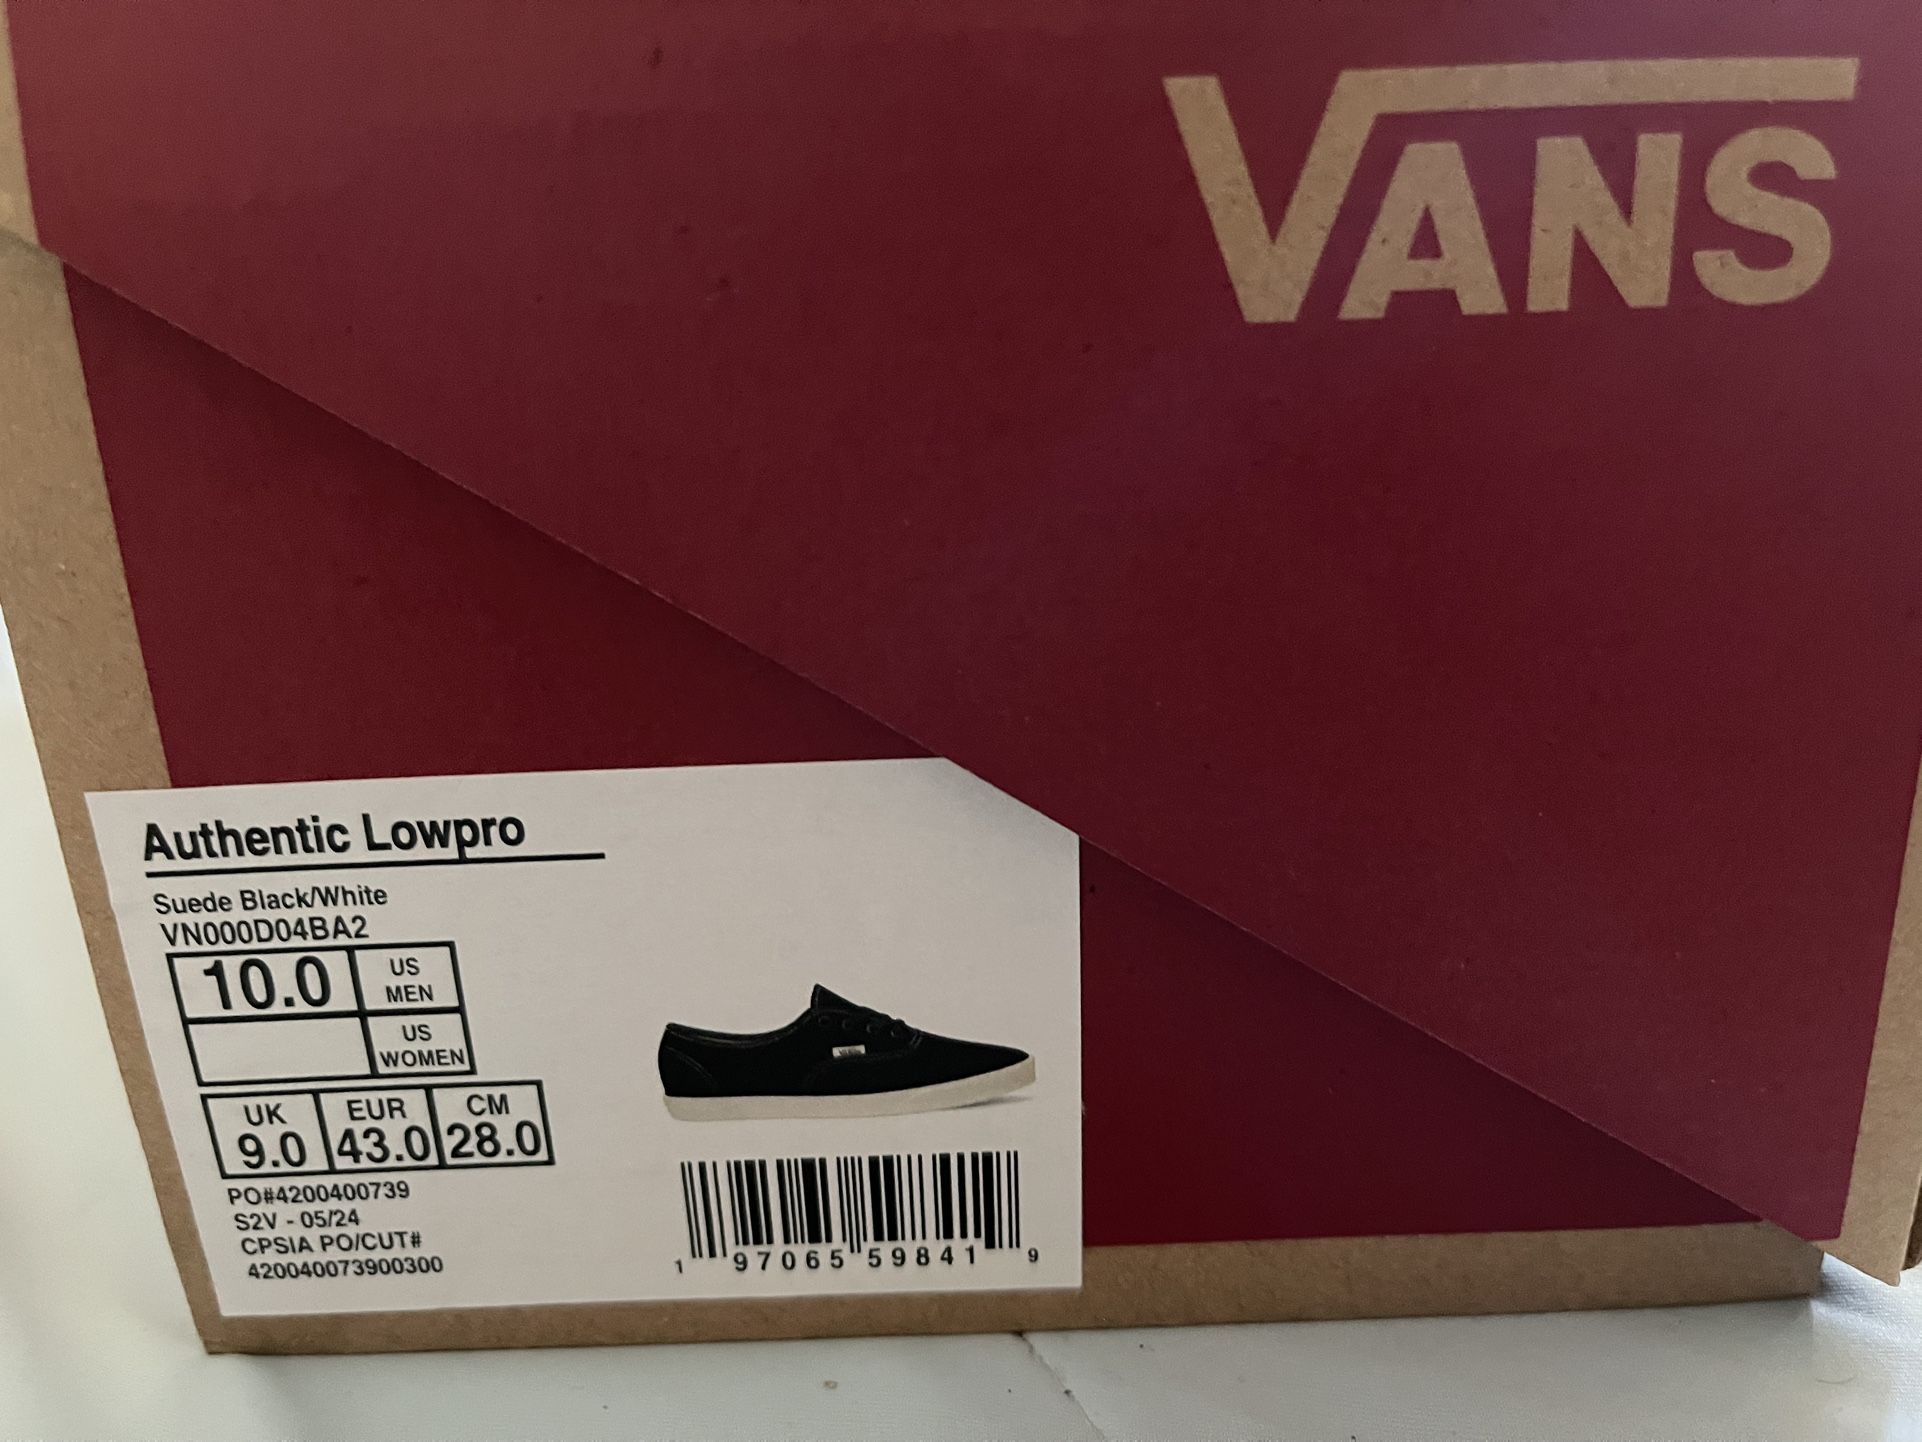 VANS
Authentic Lowpro
Suede Black/White
VN000D04BA2
10.0 US MEN
US WOMEN
UK EUR CM
9.0 43.0 28.0
PO#4200400739
S2V - 05/24
CPSIA PO/CUT#
420040073900300
1 97065 59841 9